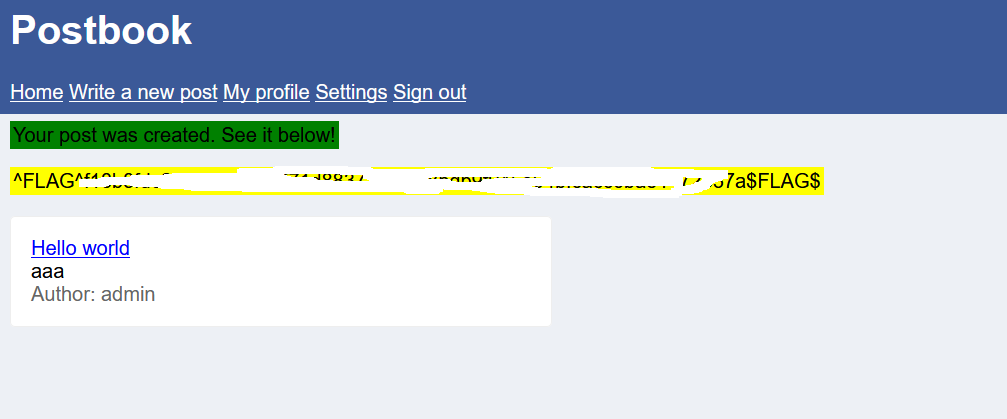 Postbook
Home Write a new post My profile Settings Sign out
Your post was created. See it below!
^FLAG^ 7a$FLAG$
Hello world
aaa
Author: admin